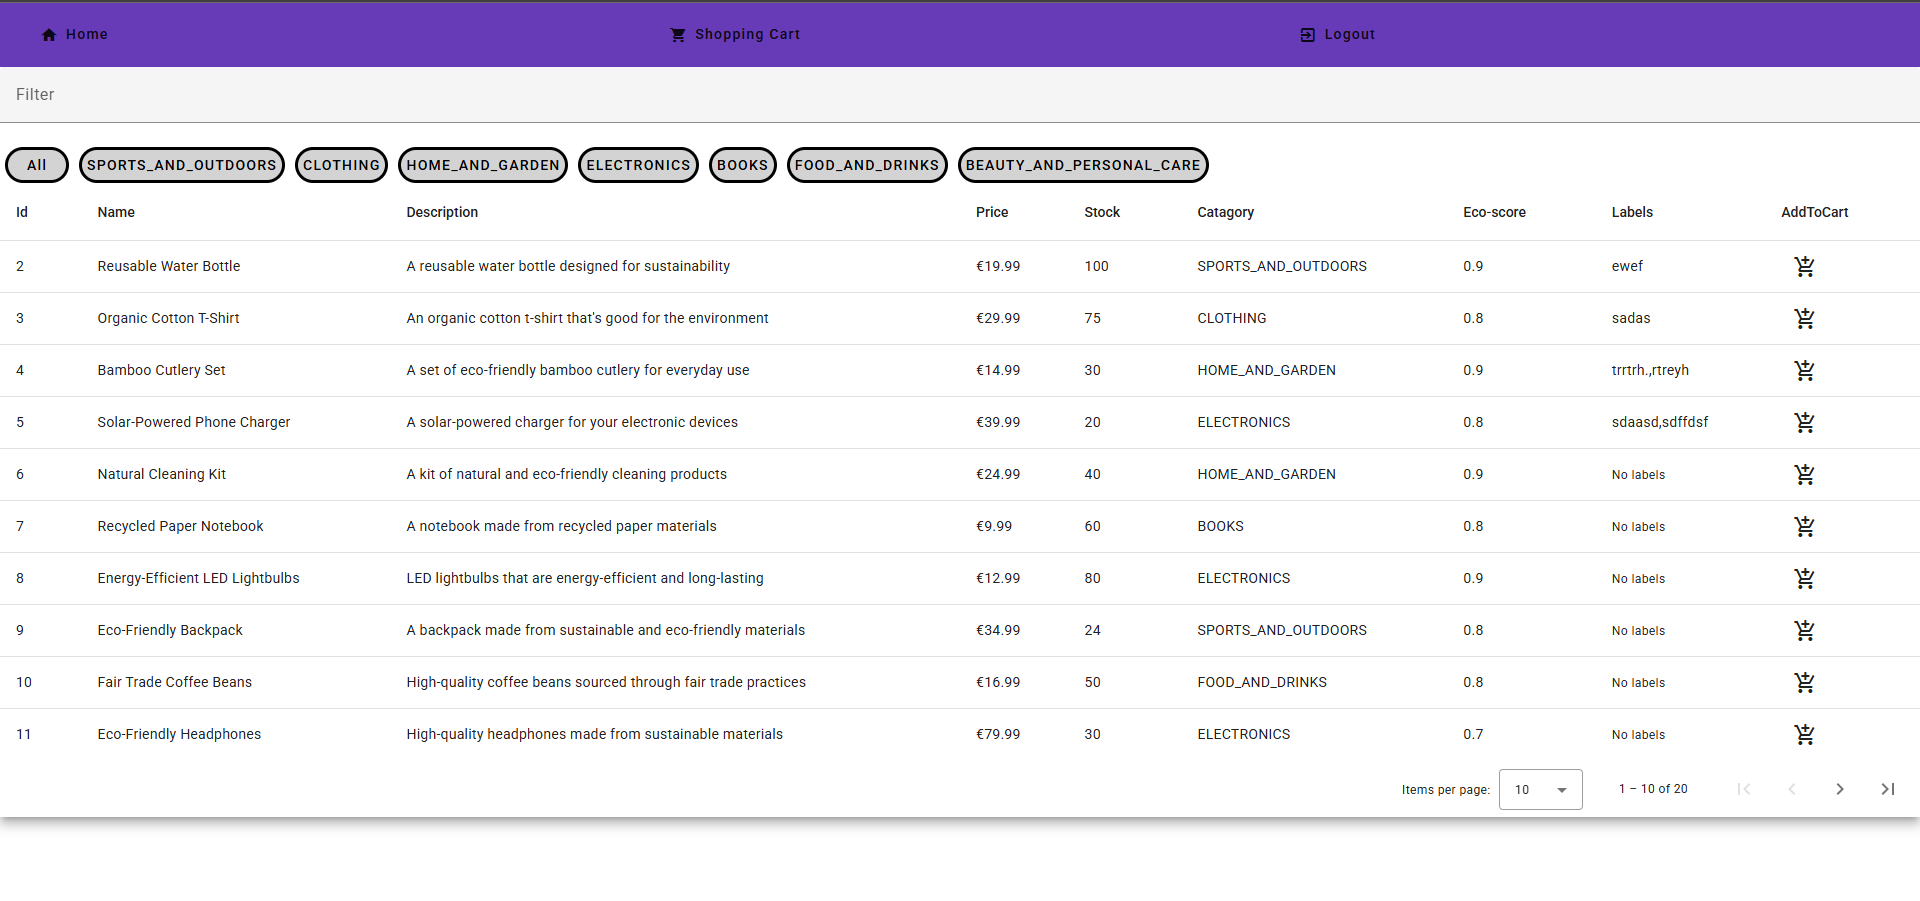 Home Shopping Cart Logout
Filter
All SPORTS_AND_OUTDOORS CLOTHING HOME_AND_GARDEN ELECTRONICS BOOKS FOOD_AND_DRINKS BEAUTY_AND_PERSONAL_CARE
Id Name Description Price Stock Catagory Eco-score Labels AddToCart
2 Reusable Water Bottle A reusable water bottle designed for sustainability €19.99 100 SPORTS_AND_OUTDOORS 0.9 ewef
3 Organic Cotton T-Shirt An organic cotton t-shirt that's good for the environment €29.99 75 CLOTHING 0.8 sadas
4 Bamboo Cutlery Set A set of eco-friendly bamboo cutlery for everyday use €14.99 30 HOME_AND_GARDEN 0.9 trrtrh.,rtreyh
5 Solar-Powered Phone Charger A solar-powered charger for your electronic devices €39.99 20 ELECTRONICS 0.8 sdaasd,sdffdsf
6 Natural Cleaning Kit A kit of natural and eco-friendly cleaning products €24.99 40 HOME_AND_GARDEN 0.9 No labels
7 Recycled Paper Notebook A notebook made from recycled paper materials €9.99 60 BOOKS 0.8 No labels
8 Energy-Efficient LED Lightbulbs LED lightbulbs that are energy-efficient and long-lasting €12.99 80 ELECTRONICS 0.9 No labels
9 Eco-Friendly Backpack A backpack made from sustainable and eco-friendly materials €34.99 24 SPORTS_AND_OUTDOORS 0.8 No labels
10 Fair Trade Coffee Beans High-quality coffee beans sourced through fair trade practices €16.99 50 FOOD_AND_DRINKS 0.8 No labels
11 Eco-Friendly Headphones High-quality headphones made from sustainable materials €79.99 30 ELECTRONICS 0.7 No labels
Items per page: 10 1 – 10 of 20